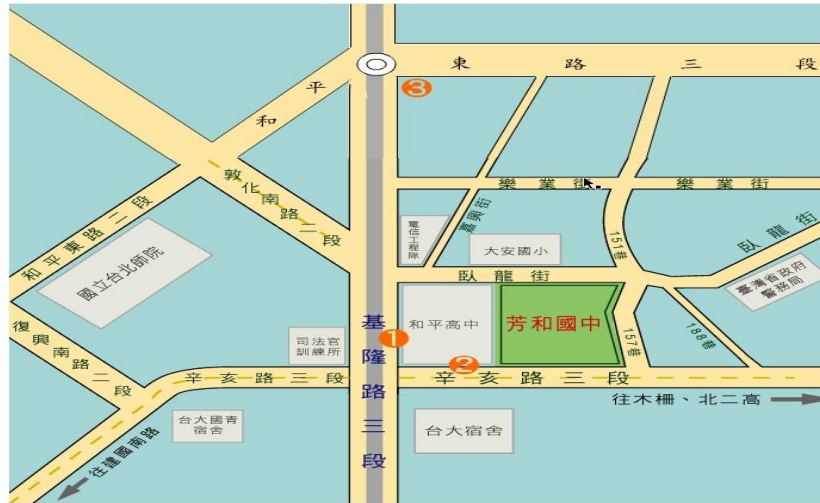 和平東路三段
3
敦化南路二段
樂業街
樂業街
嘉興街
電信工程隊
大安國小
151巷
臥龍街
臥龍街
和平東路二段
國立台北師院
臺灣省政府
警務局
復興南路二段
司法官
訓練所
基隆路三段
1
和平高中
芳和國中
157巷
188巷
2
辛亥路三段
辛亥路三段
往木柵、北二高
台大國青
宿舍
台大宿舍
往建國南路